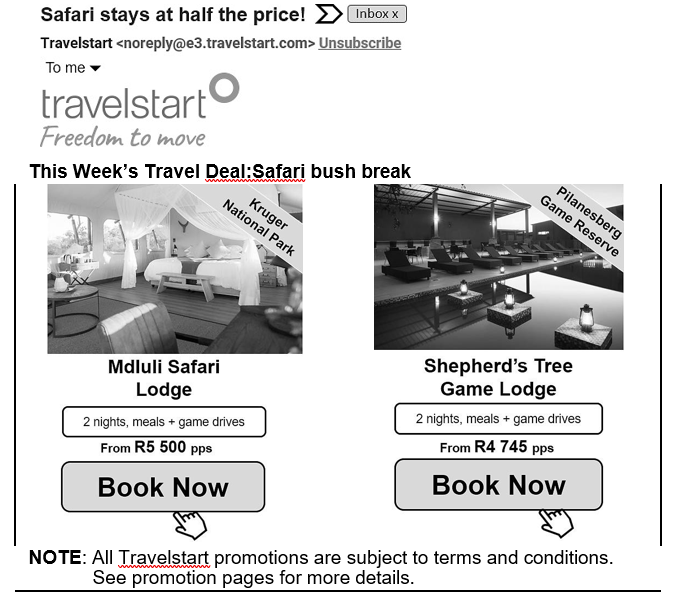 Safari stays at half the price! Inbox x
Travelstart <noreply@e3.travelstart.com> Unsubscribe
To me
travelstart
Freedom to move
This Week's Travel Deal:Safari bush break
Kruger
National Park
Mdluli Safari
Lodge
2 nights, meals + game drives
From R5 500 pps
Book Now
Pilanesberg
Game Reserve
Shepherd's Tree
Game Lodge
2 nights, meals + game drives
From R4 745 pps
Book Now
NOTE: All Travelstart promotions are subject to terms and conditions.
See promotion pages for more details.